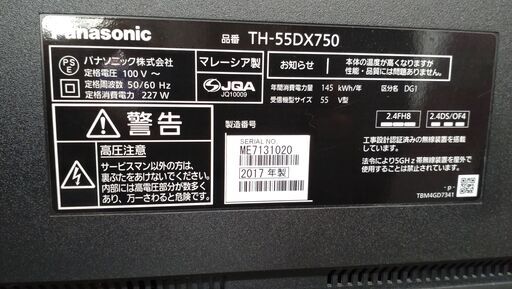 Panasonic
品番 TH-55DX750
PS E
パナソニック株式会社
定格電圧 100 V ～
定格周波数 50/60 Hz
定格消費電力 227 W
マレーシア製
JQA
JQ10009
お知らせ
本体の温度が高くなりますが
性能・品質には問題ありません。
年間消費電力量 145 kWh/年 区分名 DG1
受信機型サイズ 55 V型
警告
高圧注意
サービスマン以外の方は、
裏ぶたをあけないでください。
内部には高電圧部分が数多く
あり、万一さわると危険です。
製造番号
SERIAL NO.
ME7131020
2017 年製
2.4FH8
2.4DS/OF4
工事設計認証済みの無線装置を搭載
しています。
法令により5GHz帯無線装置を屋外で
使用することは禁止されています。
- p -
TBM4GD7341